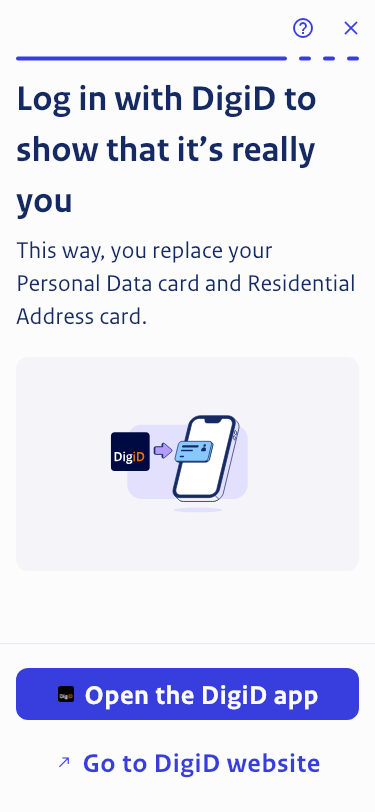 Log in with DigiD to
show that it’s really
you
This way, you replace your
Personal Data card and Residential
Address card.
DigiD
DigiD
Open the DigiD app
Go to DigiD website